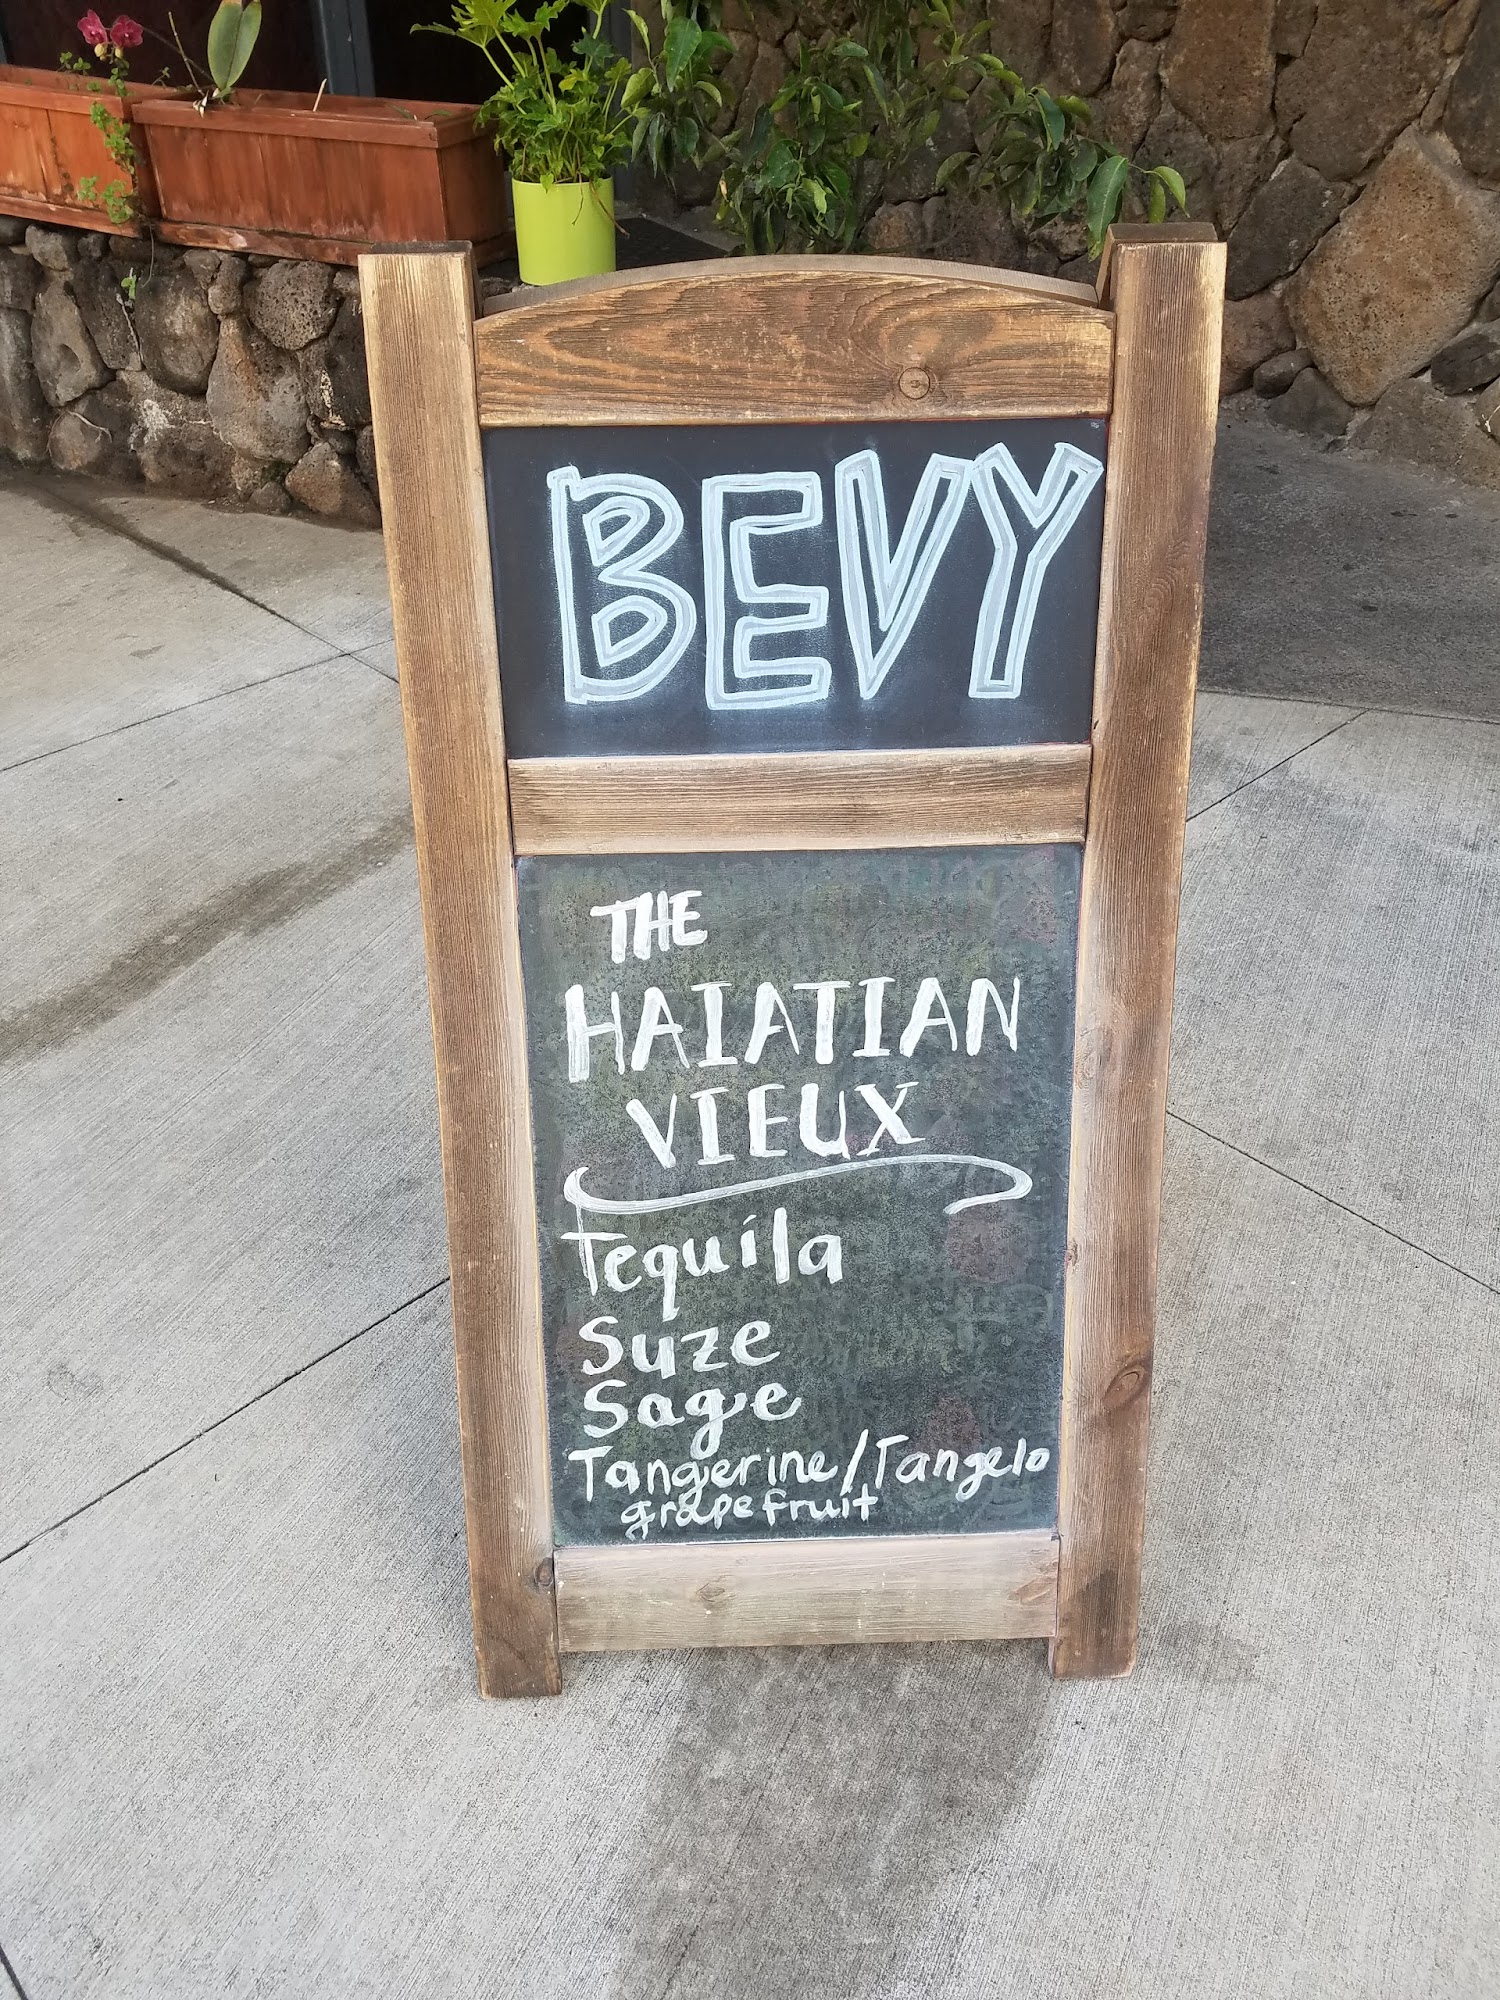 BEVY
THE
HAIATIAN
VIEUX
Tequila
Suze
Sage
Tangerine/Tangelo
grapefruit